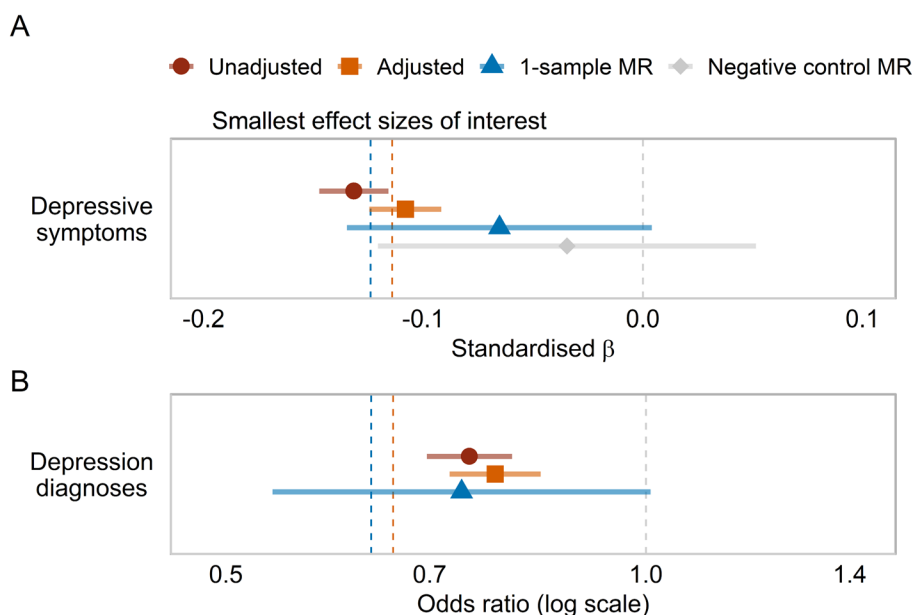 A
Unadjusted Adjusted 1-sample MR Negative control MR
Smallest effect sizes of interest
Depressive
symptoms
-0.2 -0.1 0.0 0.1
Standardised β
B
Depression
diagnoses
0.5 0.7 1.0 1.4
Odds ratio (log scale)